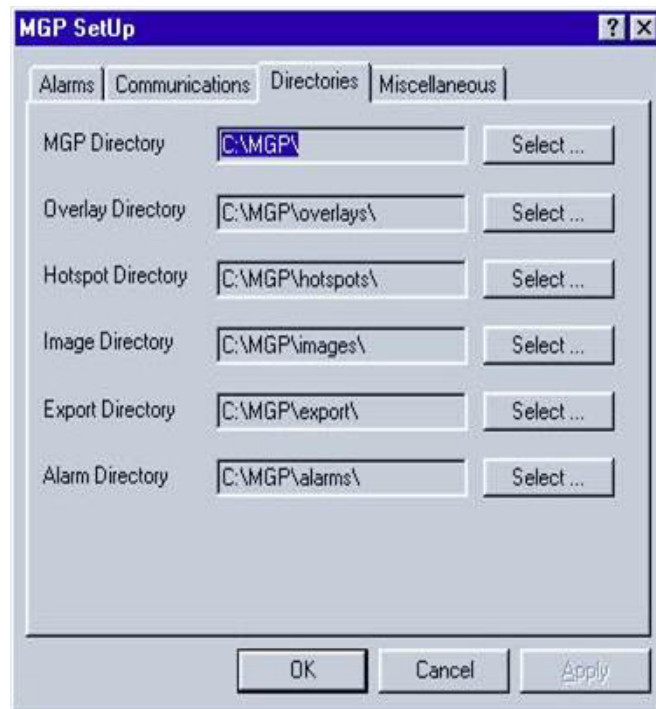 MGP SetUp
Alarms Communications Directories Miscellaneous
MGP Directory C:\MGP\ Select ...
Overlay Directory C:\MGP\overlays\ Select ...
Hotspot Directory C:\MGP\hotspots\ Select ...
Image Directory C:\MGP\images\ Select ...
Export Directory C:\MGP\export\ Select ...
Alarm Directory C:\MGP\alarms\ Select ...
OK Cancel Apply